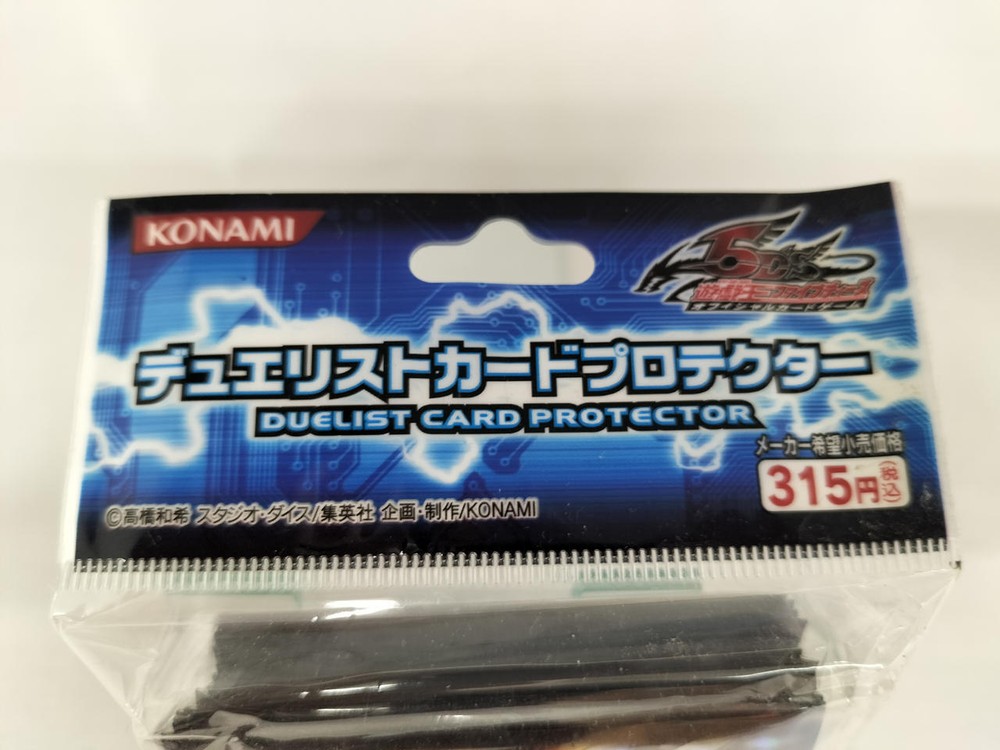 KONAMI
5D's
遊戯王ファイブディーズ
オフィシャルカードゲーム
デュエリストカードプロテクター
DUELIST CARD PROTECTOR
メーカー希望小売価格
315円(税込)
©高橋和希 スタジオ・ダイス/集英社 企画・制作/KONAMI